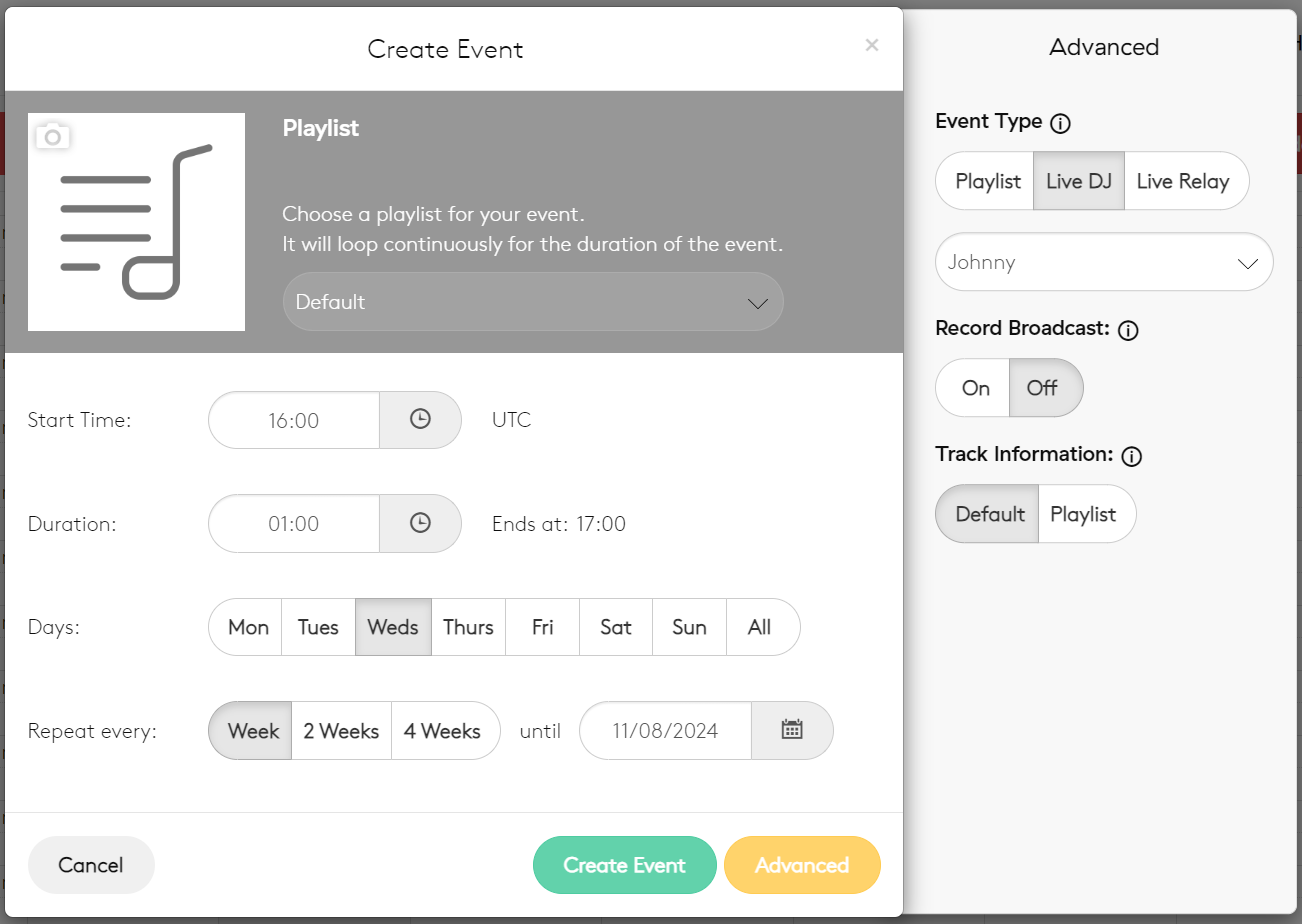 Create Event
×
Playlist
Choose a playlist for your event.
It will loop continuously for the duration of the event.
Default
Start Time:
16:00
UTC
Duration:
01:00
Ends at: 17:00
Days:
Mon Tues Weds Thurs Fri Sat Sun All
Repeat every:
Week 2 Weeks 4 Weeks
until
11/08/2024
Cancel
Create Event
Advanced
Advanced
Event Type
Playlist Live DJ Live Relay
Johnny
Record Broadcast:
On Off
Track Information:
Default Playlist